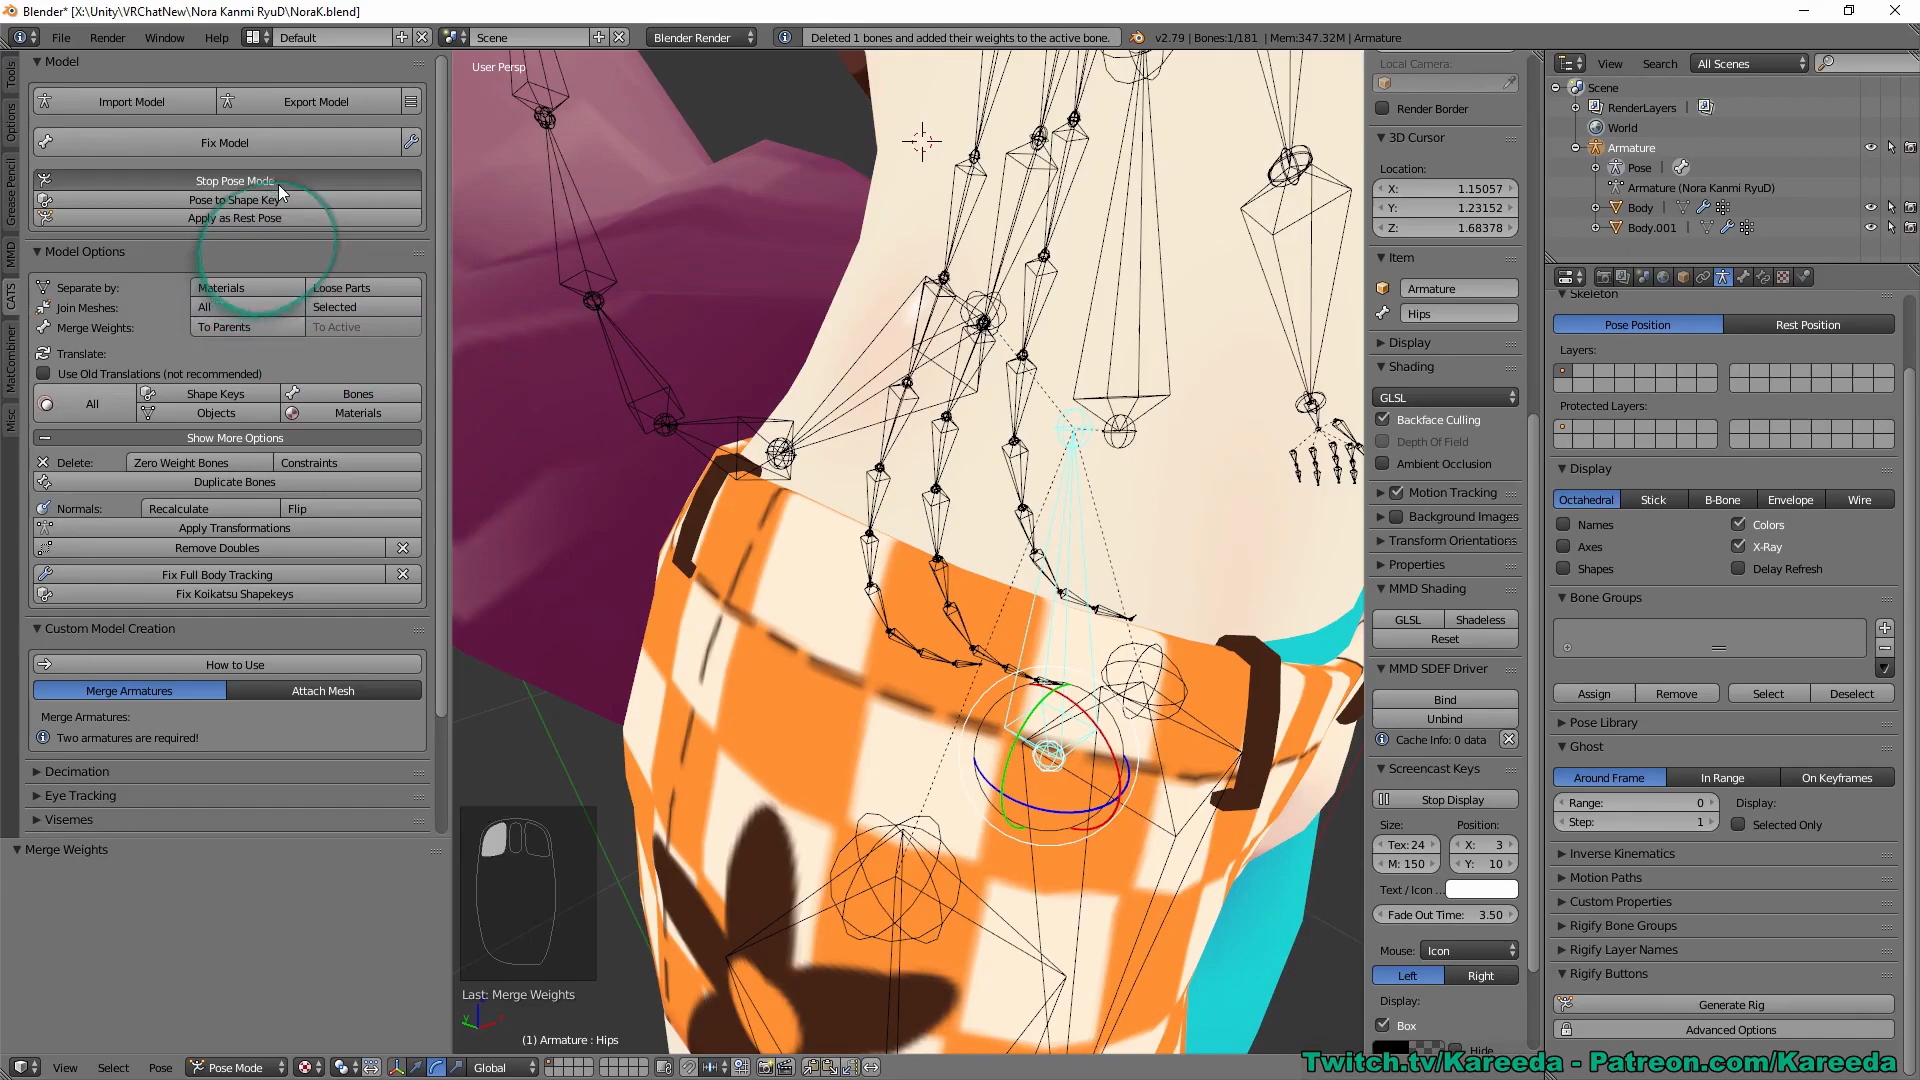 Blender* [X:\Unity\VRChatNew\Nora Kanmi RyuD\NoraK.blend]
File Render Window Help Default Scene Blender Render Deleted 1 bones and added their weights to the active bone. v2.79 | Bones:1/181 | Mem:347.32M | Armature
Tools
Options
Grease Pencil
MMD
CATS
MatCombiner
Misc
Model
Import Model Export Model
Fix Model
Stop Pose Mode
Pose to Shape Key
Apply as Rest Pose
Model Options
Separate by: Materials Loose Parts
Join Meshes: All Selected
Merge Weights: To Parents To Active
Translate:
Use Old Translations (not recommended)
All Shape Keys Bones
Objects Materials
Show More Options
Delete: Zero Weight Bones Constraints
Duplicate Bones
Normals: Recalculate Flip
Apply Transformations
Remove Doubles
Fix Full Body Tracking
Fix Koikatsu Shapekeys
Custom Model Creation
How to Use
Merge Armatures Attach Mesh
Merge Armatures:
Two armatures are required!
Decimation
Eye Tracking
Visemes
Merge Weights
User Persp
Last: Merge Weights
(1) Armature : Hips
View Select Pose Pose Mode Global
Local Camera:
Render Border
3D Cursor
Location:
X: 1.15057
Y: 1.23152
Z: 1.68378
Item
Armature
Hips
Display
Shading
GLSL
Backface Culling
Depth Of Field
Ambient Occlusion
Motion Tracking
Background Images
Transform Orientations
Properties
MMD Shading
GLSL Shadeless
Reset
MMD SDEF Driver
Bind
Unbind
Cache Info: 0 data
Screencast Keys
Stop Display
Size: Position:
Tex: 24 X: 3
M: 150 Y: 10
Text / Icon ...
Fade Out Time: 3.50
Mouse: Icon
Left Right
Display:
Box
Hide
View Search All Scenes
Scene
RenderLayers
World
Armature
Pose
Armature (Nora Kanmi RyuD)
Body
Body.001
Skeleton
Pose Position Rest Position
Layers:
Protected Layers:
Display
Octahedral Stick B-Bone Envelope Wire
Names Colors
Axes X-Ray
Shapes Delay Refresh
Bone Groups
Assign Remove Select Deselect
Pose Library
Ghost
Around Frame In Range On Keyframes
Range: 0 Display:
Step: 1 Selected Only
Inverse Kinematics
Motion Paths
Custom Properties
Rigify Bone Groups
Rigify Layer Names
Rigify Buttons
Generate Rig
Advanced Options
Twitch.tv/Kareeda - Patreon.com/Kareeda